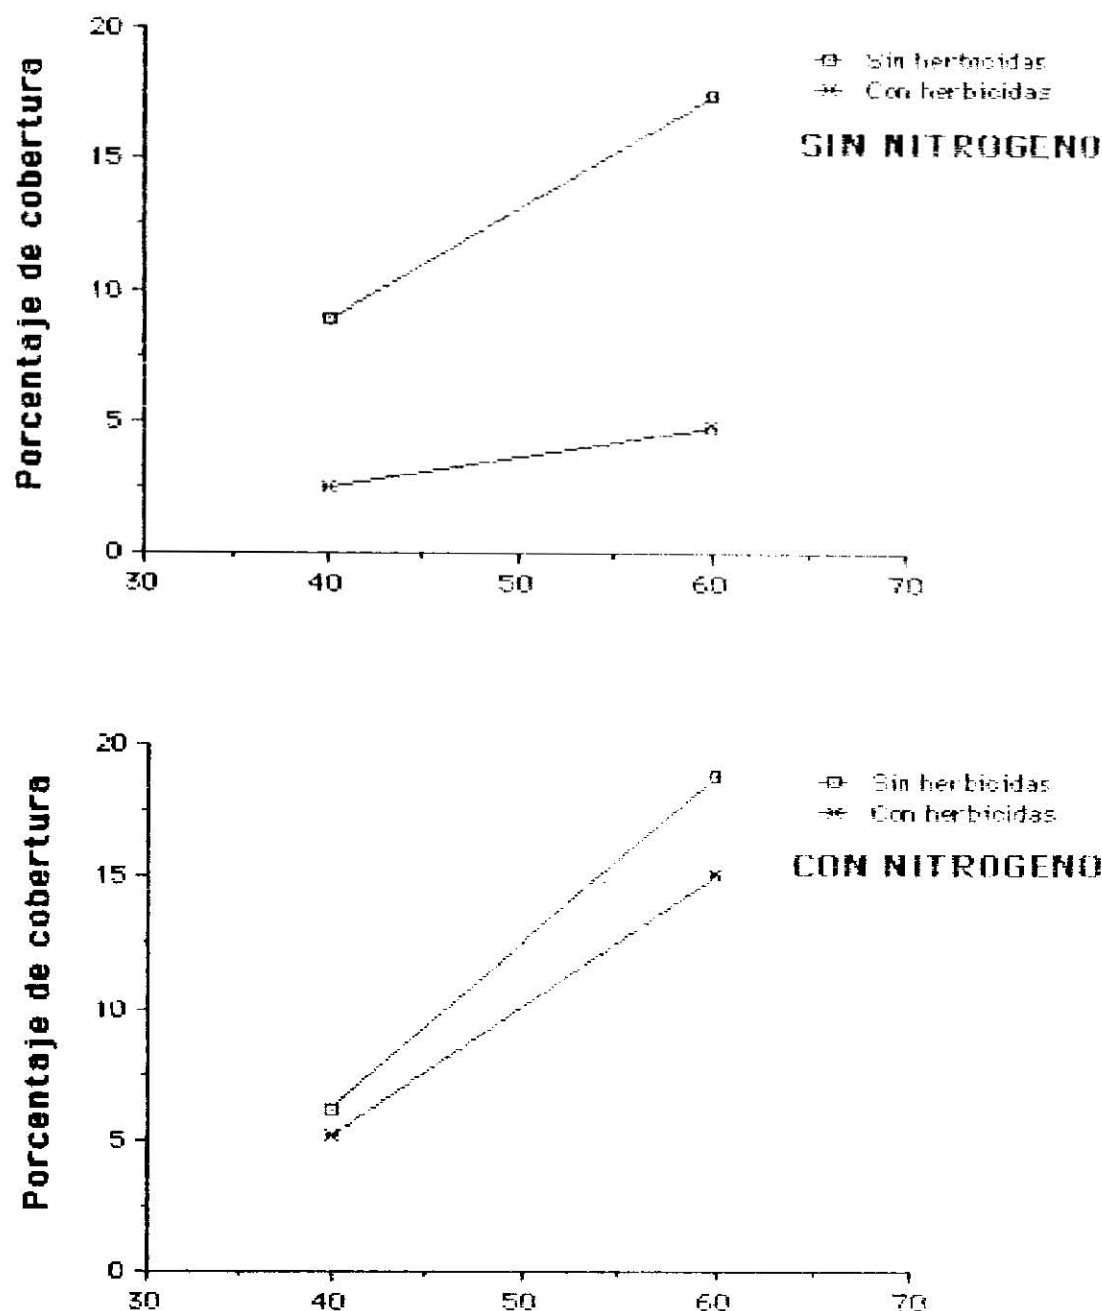 Porcentaje de cobertura
20
15
10
5
0
30 40 50 60 70
Sin herbicidas
Con herbicidas
SIN NITROGENO
Porcentaje de cobertura
20
15
10
5
0
30 40 50 60 70
Sin herbicidas
Con herbicidas
CON NITROGENO